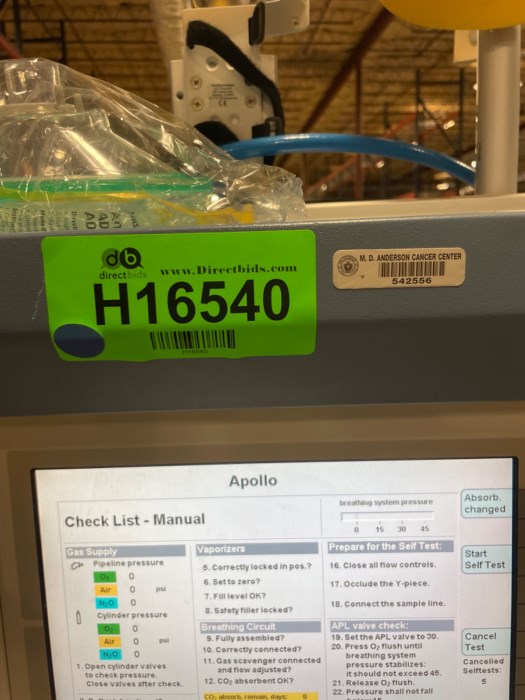 db
directbids
www.Directbids.com
H16540
H16540
M. D. ANDERSON CANCER CENTER
542556
Apollo
Check List - Manual
breathing system pressure
0 15 30 45
Absorb.
changed
Start
Self Test
Cancel
Test
Cancelled
Selftests:
5
Gas Supply
Pipeline pressure
O₂ 0
Air 0 psi
N₂O 0
Cylinder pressure
O₂ 0
Air 0 psi
N₂O 0
1. Open cylinder valves
to check pressure.
Close valves after check.
Vaporizers
5. Correctly locked in pos.?
6. Set to zero?
7. Fill level OK?
8. Safety filler locked?
Breathing Circuit
9. Fully assembled?
10. Correctly connected?
11. Gas scavenger connected
and flow adjusted?
12. CO₂ absorbent OK?
CO₂ absorb. remain. days: 0
Prepare for the Self Test:
16. Close all flow controls.
17. Occlude the Y-piece.
18. Connect the sample line.
APL valve check:
19. Set the APL valve to 30.
20. Press O₂ flush until
breathing system
pressure stabilizes:
it should not exceed 45.
21. Release O₂ flush.
22. Pressure shall not fall